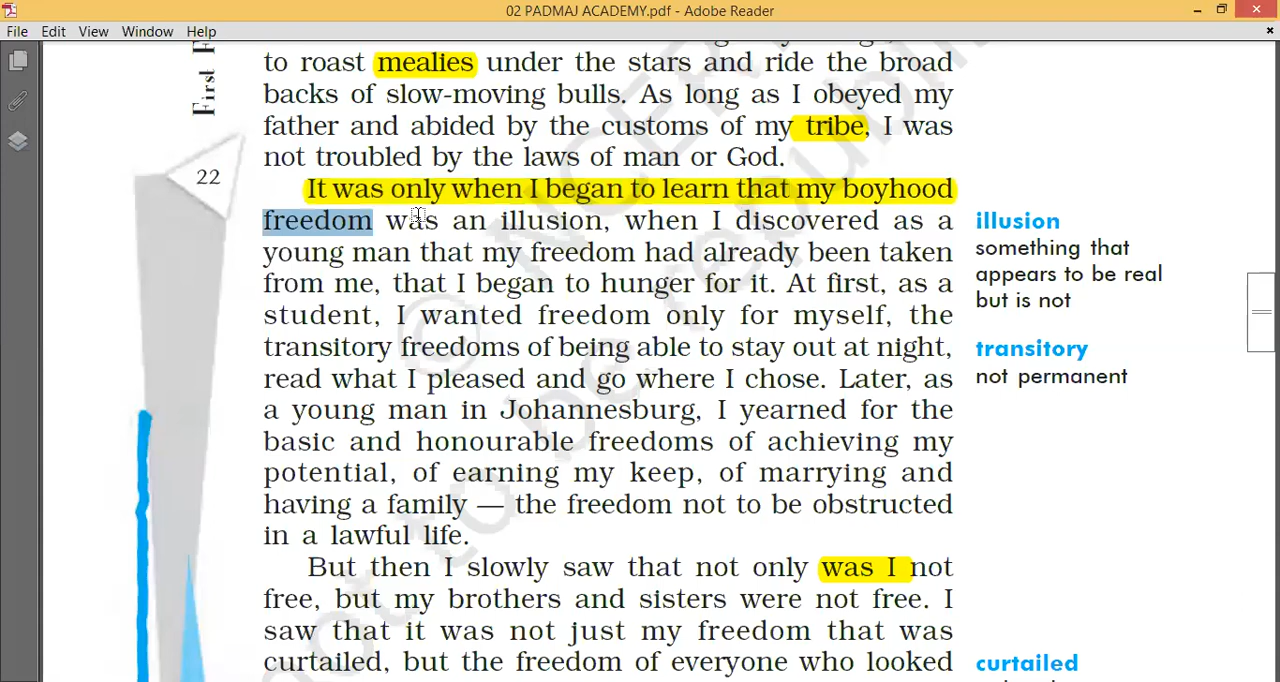 02 PADMAJ ACADEMY.pdf - Adobe Reader
File Edit View Window Help
to roast mealies under the stars and ride the broad
backs of slow-moving bulls. As long as I obeyed my
father and abided by the customs of my tribe, I was
not troubled by the laws of man or God.
22
It was only when I began to learn that my boyhood
freedom was an illusion, when I discovered as a
young man that my freedom had already been taken
from me, that I began to hunger for it. At first, as a
student, I wanted freedom only for myself, the
transitory freedoms of being able to stay out at night,
read what I pleased and go where I chose. Later, as
a young man in Johannesburg, I yearned for the
basic and honourable freedoms of achieving my
potential, of earning my keep, of marrying and
having a family — the freedom not to be obstructed
in a lawful life.
But then I slowly saw that not only was I not
free, but my brothers and sisters were not free. I
saw that it was not just my freedom that was
curtailed, but the freedom of everyone who looked
illusion
something that
appears to be real
but is not
transitory
not permanent
curtailed
First F
© NCER
not to be republi